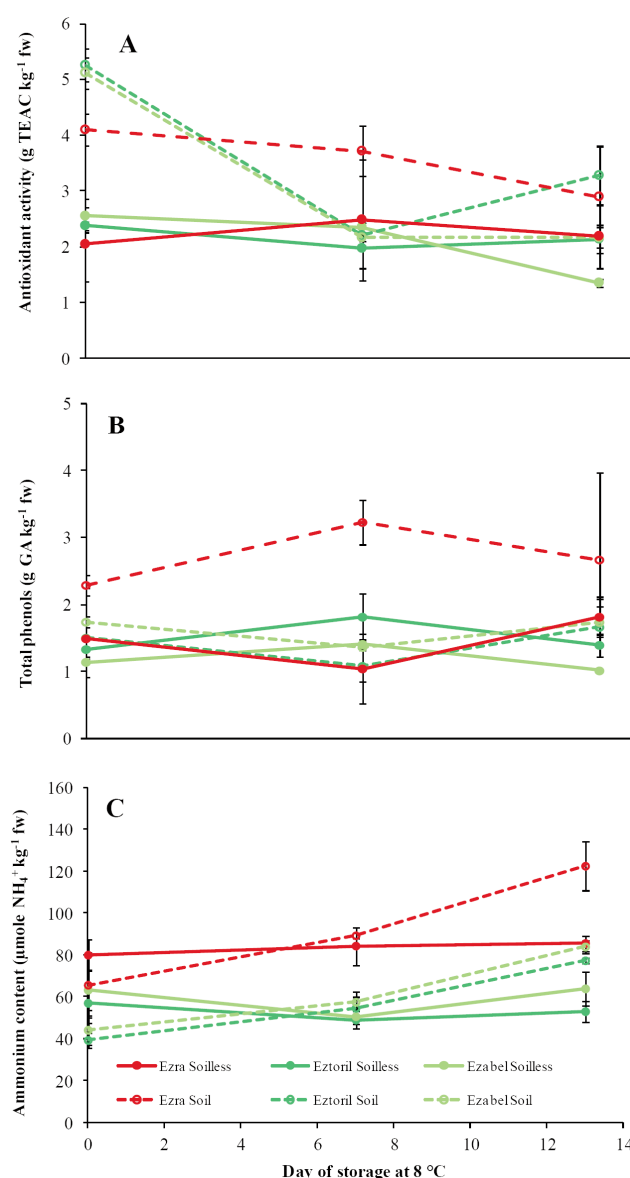 A
Antioxidant activity (g TEAC kg⁻¹ fw)
6
5
4
3
2
1
0
B
Total phenols (g GA kg⁻¹ fw)
5
4
3
2
1
0
C
Ammonium content (µmole NH₄⁺ kg⁻¹ fw)
160
140
120
100
80
60
40
20
0
Ezra Soilless Eztoril Soilless Ezabel Soilless
Ezra Soil Eztoril Soil Ezabel Soil
0 2 4 6 8 10 12 14
Day of storage at 8 °C